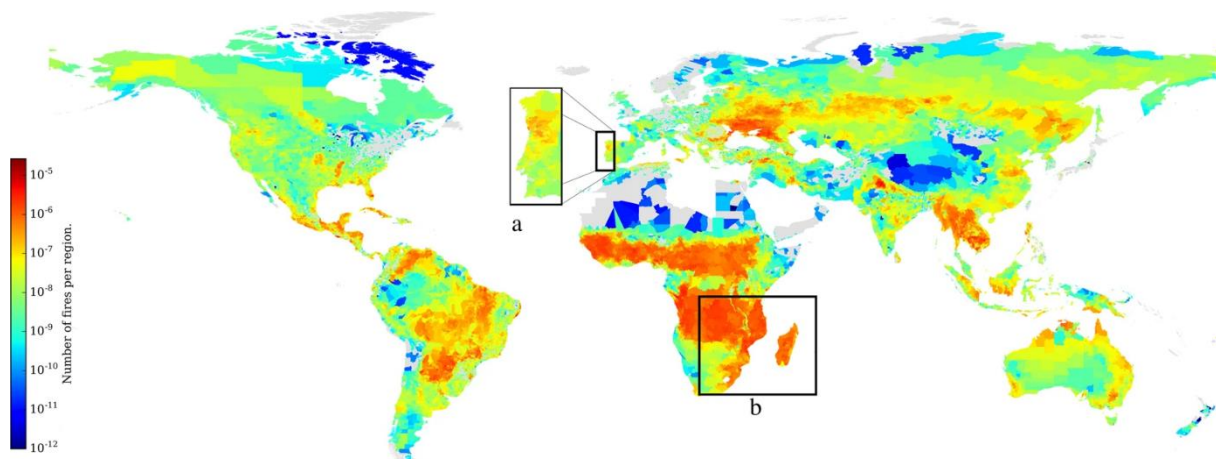 a
b
10⁻⁵
10⁻⁶
10⁻⁷
10⁻⁸
10⁻⁹
10⁻¹⁰
10⁻¹¹
10⁻¹²
Number of fires per region.